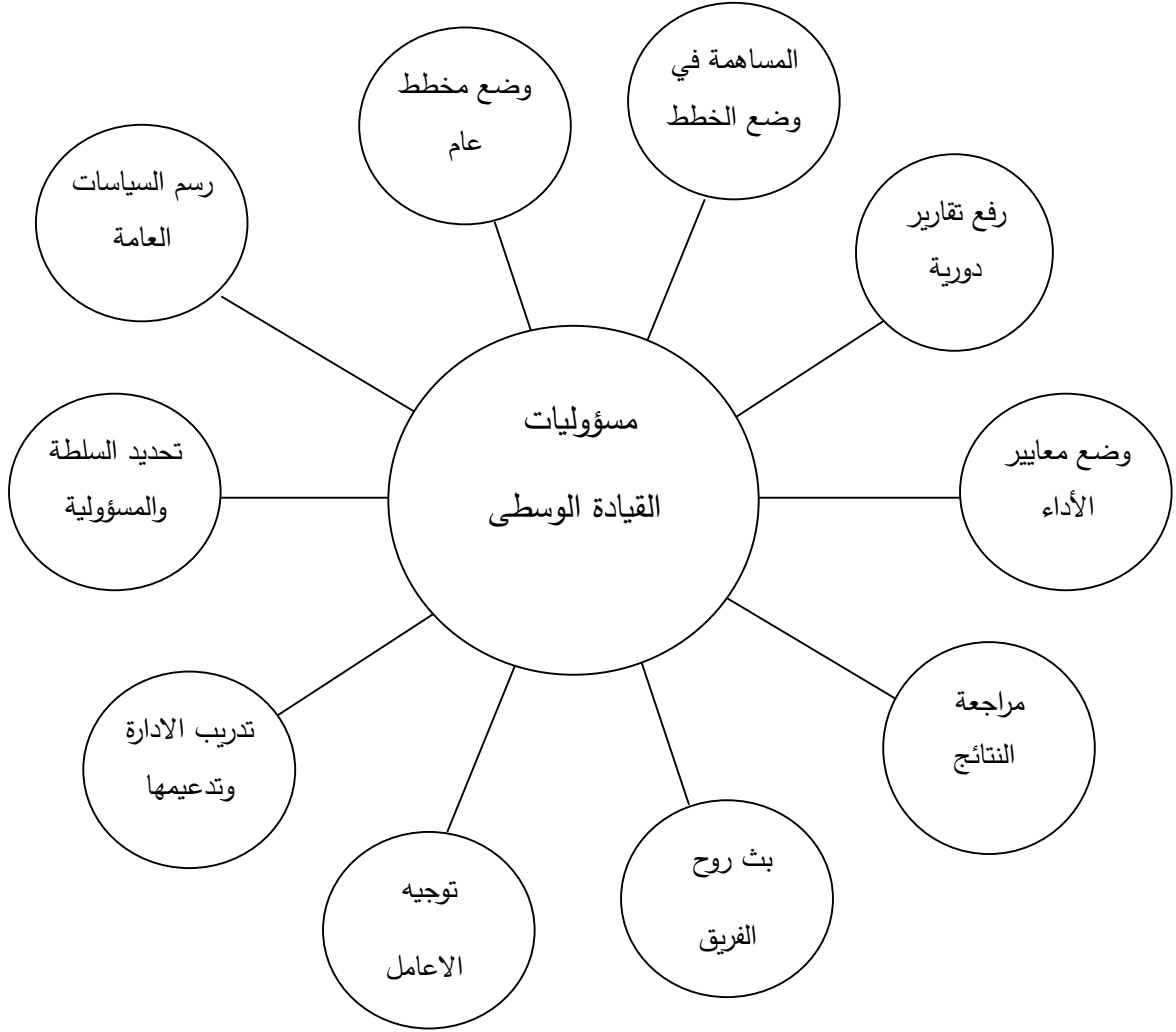 المساهمة في
وضع الخطط
وضع مخطط
عام
رسم السياسات
العامة
رفع تقارير
دورية
مسؤوليات
القيادة الوسطى
تحديد السلطة
والمسؤولية
وضع معايير
الأداء
تدريب الادارة
وتدعيمها
مراجعة
النتائج
توجيه
الاعامل
بث روح
الفريق